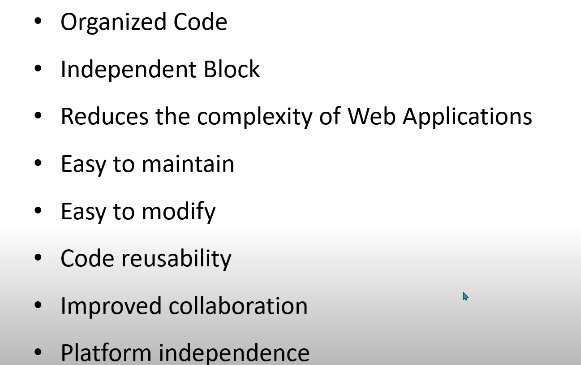 • Organized Code
• Independent Block
• Reduces the complexity of Web Applications
• Easy to maintain
• Easy to modify
• Code reusability
• Improved collaboration
• Platform independence